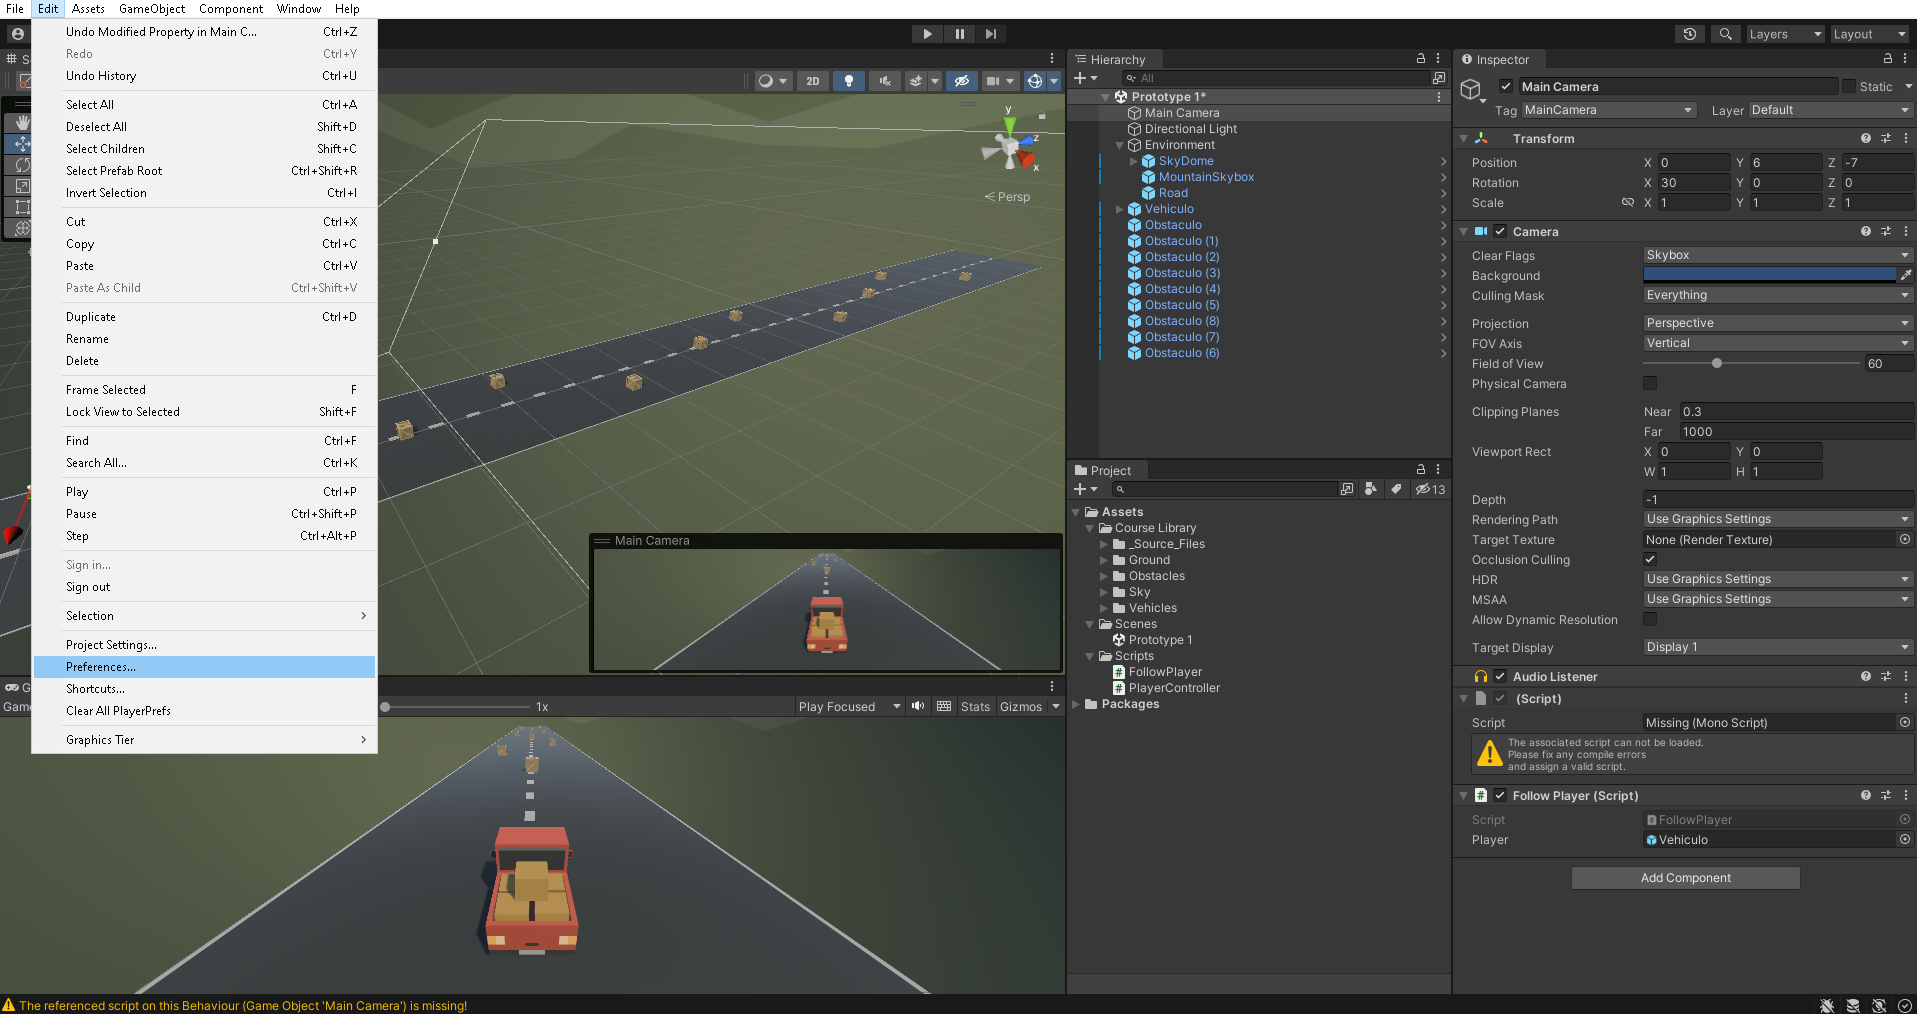 File Edit Assets GameObject Component Window Help
Undo Modified Property in Main C... Ctrl+Z
Redo Ctrl+Y
Undo History Ctrl+U
Select All Ctrl+A
Deselect All Shift+D
Select Children Shift+C
Select Prefab Root Ctrl+Shift+R
Invert Selection Ctrl+I
Cut Ctrl+X
Copy Ctrl+C
Paste Ctrl+V
Paste As Child Ctrl+Shift+V
Duplicate Ctrl+D
Rename
Delete
Frame Selected F
Lock View to Selected Shift+F
Find Ctrl+F
Search All... Ctrl+K
Play Ctrl+P
Pause Ctrl+Shift+P
Step Ctrl+Alt+P
Sign in...
Sign out
Selection
Project Settings...
Preferences...
Shortcuts...
Clear All PlayerPrefs
Graphics Tier
Layers Layout
2D
y
z
x
Persp
Main Camera
1x Play Focused Stats Gizmos
Hierarchy
All
Prototype 1*
Main Camera
Directional Light
Environment
SkyDome
MountainSkybox
Road
Vehiculo
Obstaculo
Obstaculo (1)
Obstaculo (2)
Obstaculo (3)
Obstaculo (4)
Obstaculo (5)
Obstaculo (8)
Obstaculo (7)
Obstaculo (6)
Project
13
Assets
Course Library
_Source_Files
Ground
Obstacles
Sky
Vehicles
Scenes
Prototype 1
Scripts
FollowPlayer
PlayerController
Packages
Inspector
Main Camera Static
Tag MainCamera Layer Default
Transform
Position X 0 Y 6 Z -7
Rotation X 30 Y 0 Z 0
Scale X 1 Y 1 Z 1
Camera
Clear Flags Skybox
Background
Culling Mask Everything
Projection Perspective
FOV Axis Vertical
Field of View 60
Physical Camera
Clipping Planes Near 0.3
Far 1000
Viewport Rect X 0 Y 0
W 1 H 1
Depth -1
Rendering Path Use Graphics Settings
Target Texture None (Render Texture)
Occlusion Culling
HDR Use Graphics Settings
MSAA Use Graphics Settings
Allow Dynamic Resolution
Target Display Display 1
Audio Listener
(Script)
Script Missing (Mono Script)
The associated script can not be loaded.
Please fix any compile errors
and assign a valid script.
Follow Player (Script)
Script FollowPlayer
Player Vehiculo
Add Component
The referenced script on this Behaviour (Game Object 'Main Camera') is missing!